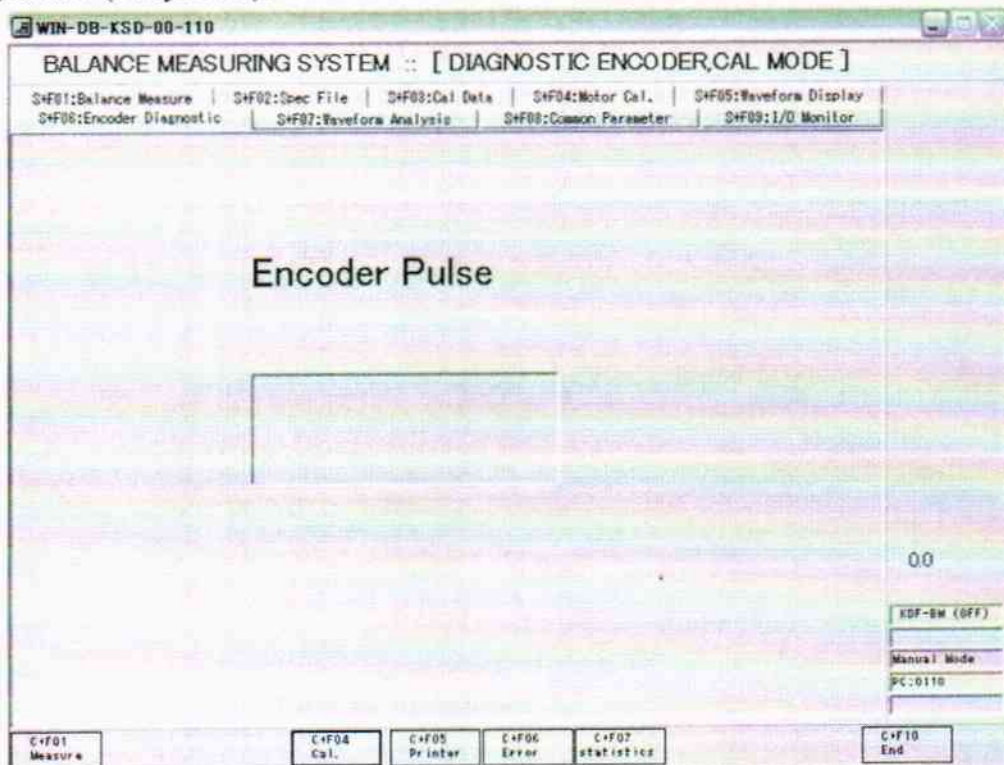 WIN-DB-KSD-00-110
BALANCE MEASURING SYSTEM :: [ DIAGNOSTIC ENCODER,CAL MODE ]
S+F01:Balance Measure | S+F02:Spec File | S+F03:Cal Data | S+F04:Motor Cal. | S+F05:Waveform Display
S+F06:Encoder Diagnostic | S+F07:Waveform Analysis | S+F08:Common Parameter | S+F09:I/O Monitor
Encoder Pulse
0.0
KDF-BW (OFF)
Manual Mode
PC:0110
C+F01 C+F04 C+F05 C+F06 C+F07 C+F10
Measure Cal. Printer Error statistics End